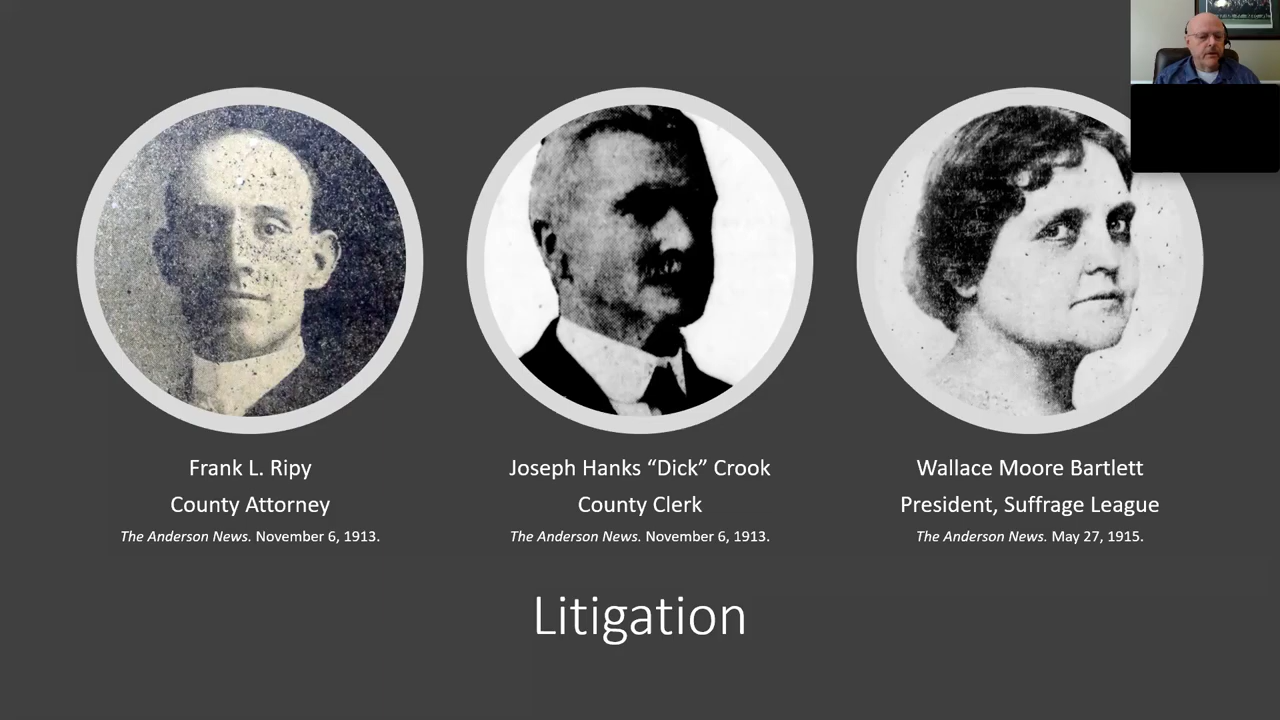 Frank L. Ripy
County Attorney
The Anderson News. November 6, 1913.
Joseph Hanks “Dick” Crook
County Clerk
The Anderson News. November 6, 1913.
Wallace Moore Bartlett
President, Suffrage League
The Anderson News. May 27, 1915.
Litigation